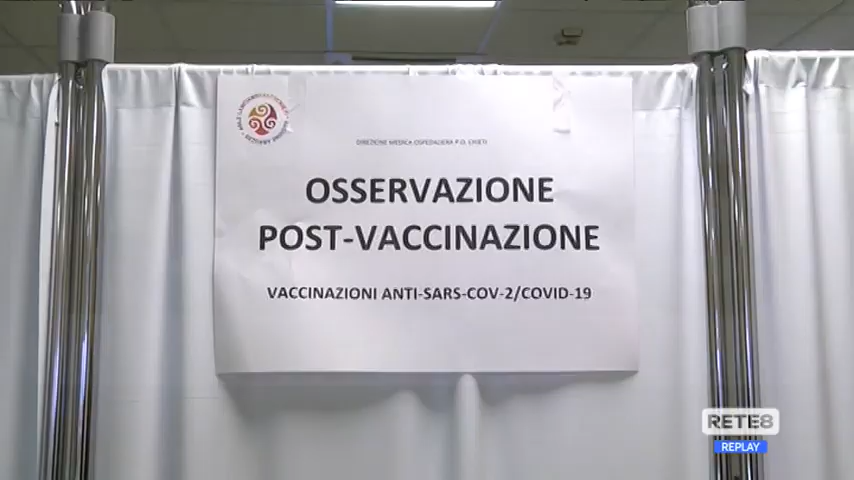 DIREZIONE MEDICA OSPEDALIERA P.O. CHIETI
OSSERVAZIONE
POST-VACCINAZIONE
VACCINAZIONI ANTI-SARS-COV-2/COVID-19
RETE8
REPLAY